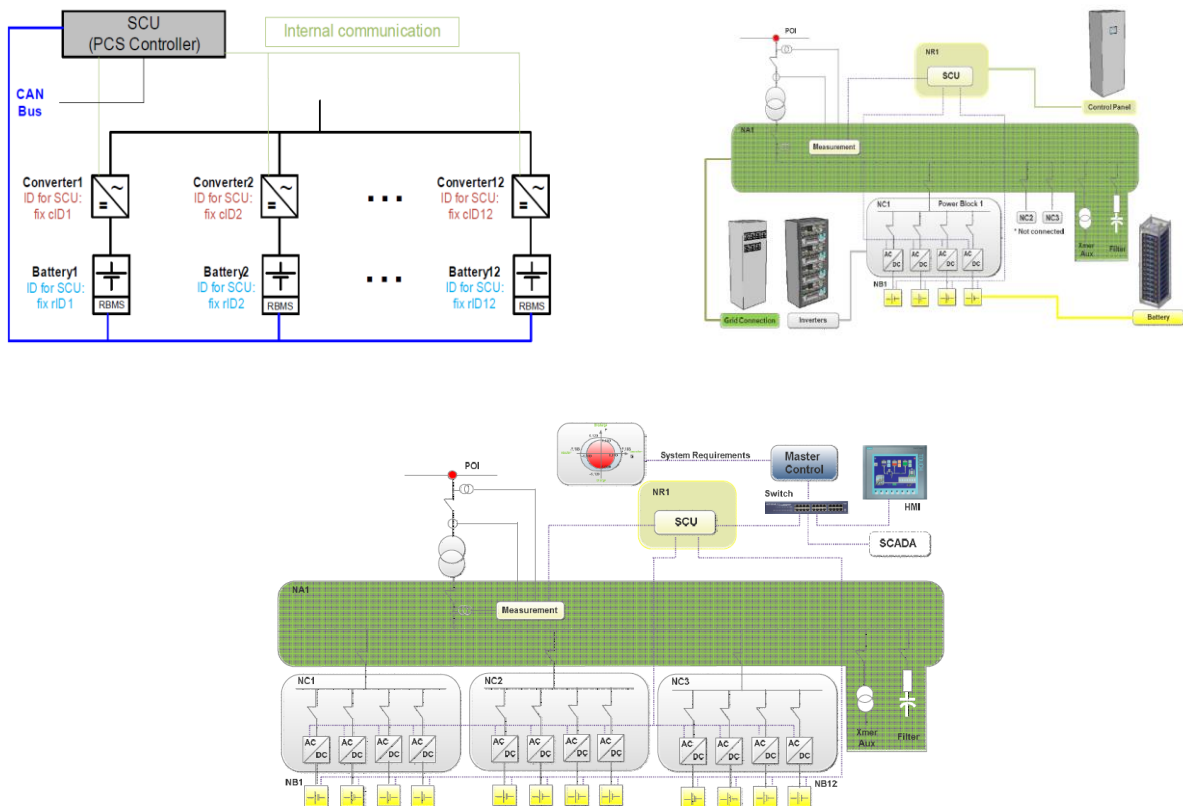 SCU
(PCS Controller)
Internal communication
CAN
Bus
Converter1
ID for SCU:
fix cID1
Converter2
ID for SCU:
fix cID2
...
Converter12
ID for SCU:
fix cID12
Battery1
ID for SCU:
fix rID1
RBMS
Battery2
ID for SCU:
fix rID2
RBMS
...
Battery12
ID for SCU:
fix rID12
RBMS
POI
NR1
SCU
Control Panel
NA1
Measurement
NC1
Power Block 1
NC2
NC3
* Not connected
AC
DC
AC
DC
AC
DC
AC
DC
Xmer
Aux
Filter
NB1
Grid Connection
Inverters
Battery
System Requirements
Master
Control
POI
NR1
SCU
Switch
HMI
SCADA
NA1
Measurement
NC1
NC2
NC3
AC
DC
AC
DC
AC
DC
AC
DC
AC
DC
AC
DC
AC
DC
AC
DC
AC
DC
AC
DC
AC
DC
AC
DC
Xmer
Aux
Filter
NB1
NB12